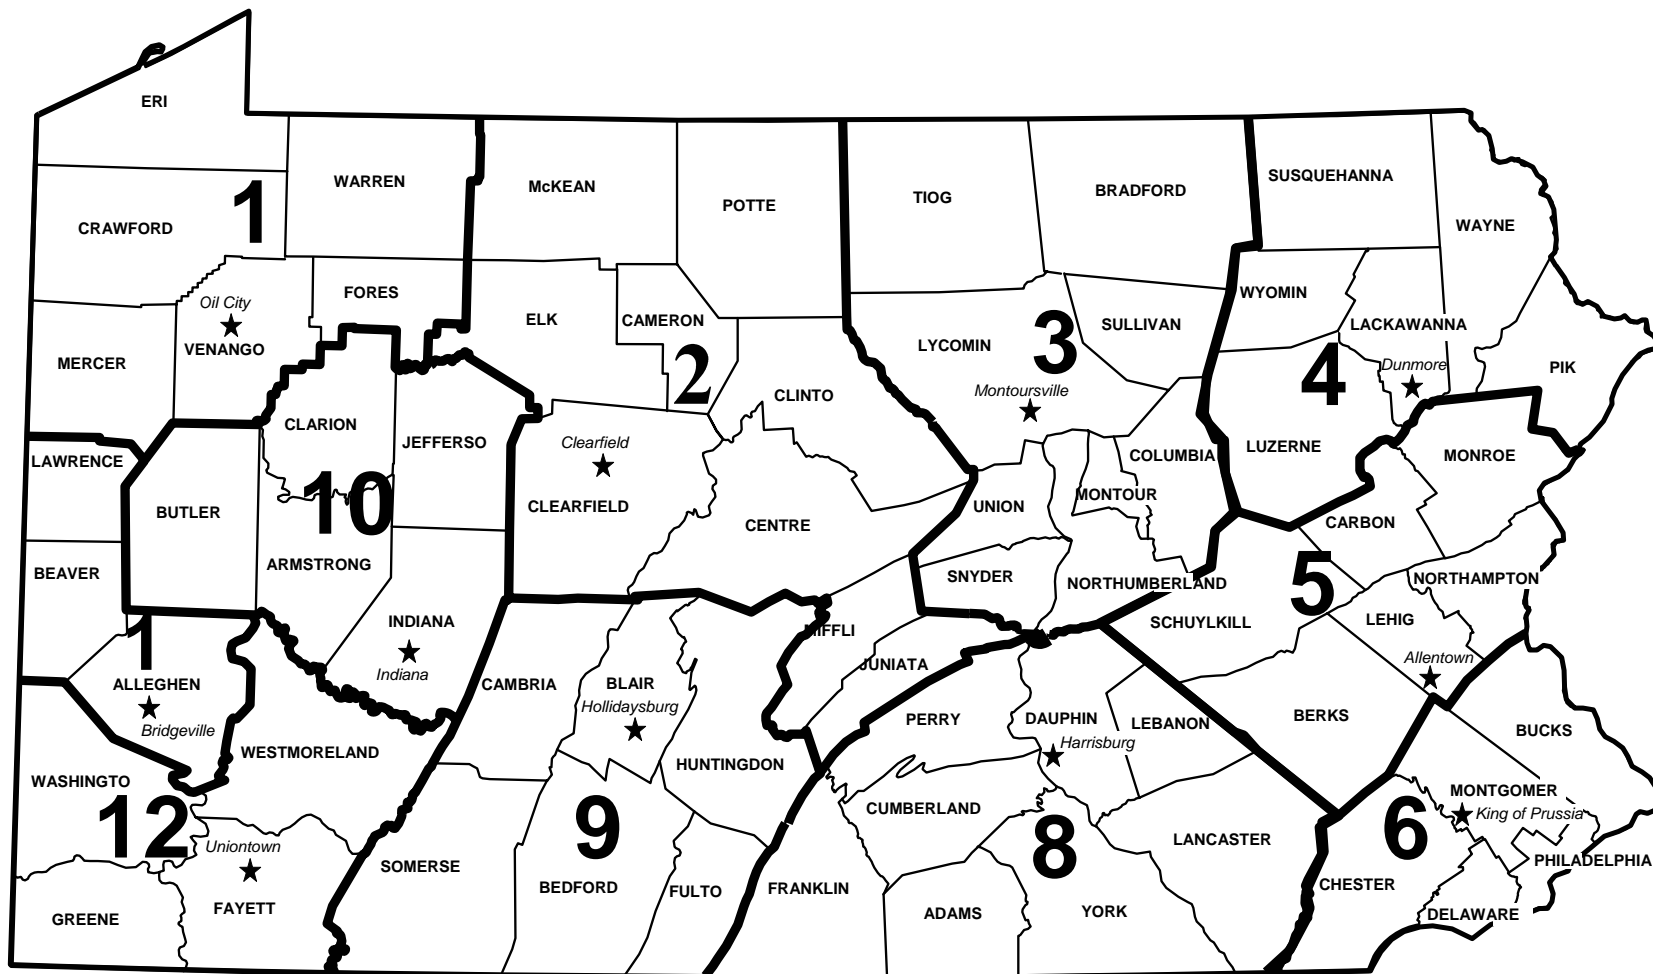 ERI
WARREN
McKEAN
POTTE
TIOG
BRADFORD
SUSQUEHANNA
WAYNE
CRAWFORD
1
Oil City
VENANGO
FORES
ELK
CAMERON
2
CLINTO
LYCOMIN
3
SULLIVAN
Montoursville
WYOMIN
LACKAWANNA
4
Dunmore
PIK
MERCER
CLARION
JEFFERSO
Clearfield
CLEARFIELD
CENTRE
UNION
MONTOUR
COLUMBIA
LUZERNE
MONROE
LAWRENCE
BUTLER
10
ARMSTRONG
BEAVER
INDIANA
Indiana
SNYDER
NORTHUMBERLAND
CARBON
5
SCHUYLKILL
NORTHAMPTON
LEHIG
Allentown
1
ALLEGHEN
Bridgeville
WESTMORELAND
CAMBRIA
BLAIR
Hollidaysburg
HUNTINGDON
MIFFLI
JUNIATA
PERRY
DAUPHIN
Harrisburg
LEBANON
BERKS
BUCKS
WASHINGTO
12
Uniontown
FAYETT
GREENE
SOMERSE
9
BEDFORD
FULTO
FRANKLIN
CUMBERLAND
8
ADAMS
YORK
LANCASTER
6
CHESTER
MONTGOMER
King of Prussia
PHILADELPHIA
DELAWARE